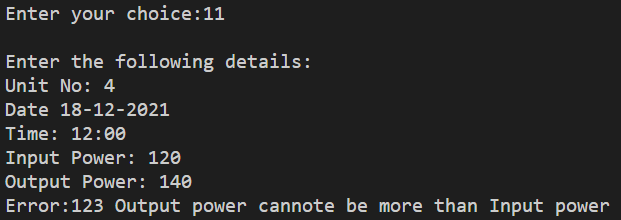 Enter your choice:11
Enter the following details:
Unit No: 4
Date 18-12-2021
Time: 12:00
Input Power: 120
Output Power: 140
Error:123 Output power cannote be more than Input power